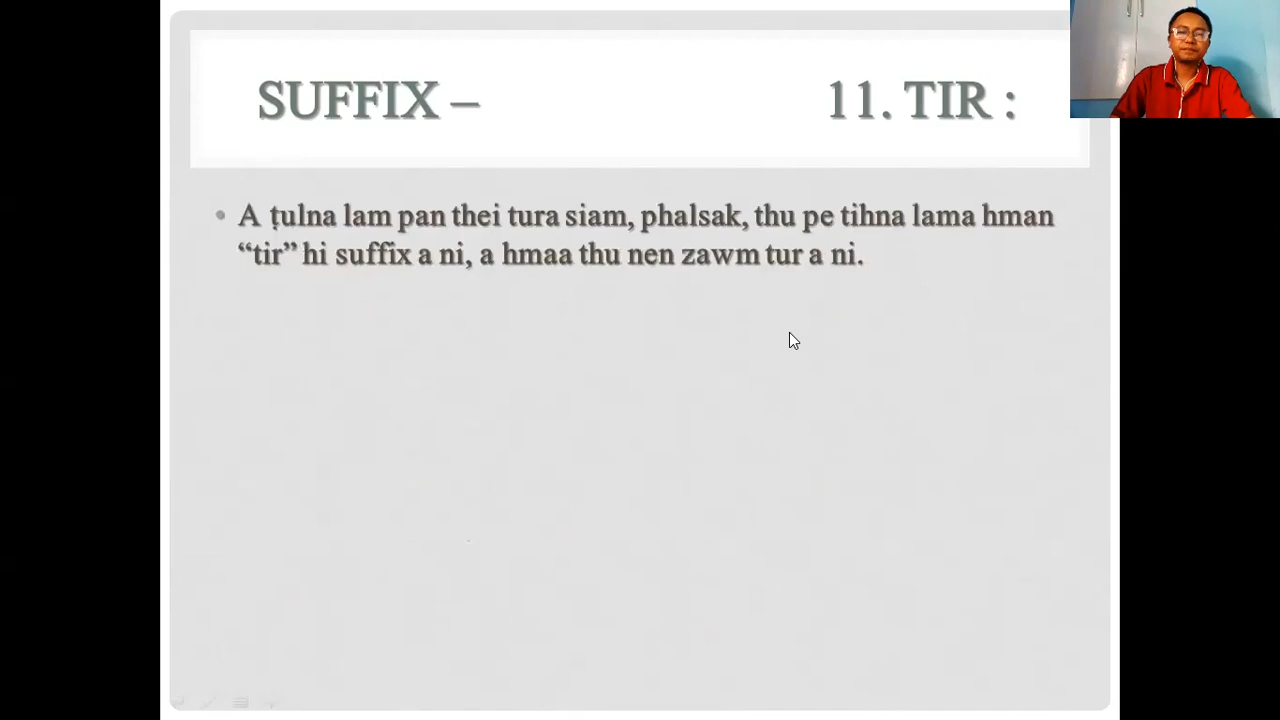 SUFFIX – 11. TIR :
• A ṭulna lam pan thei tura siam, phalsak, thu pe tihna lama hman
“tir” hi suffix a ni, a hmaa thu nen zawm tur a ni.